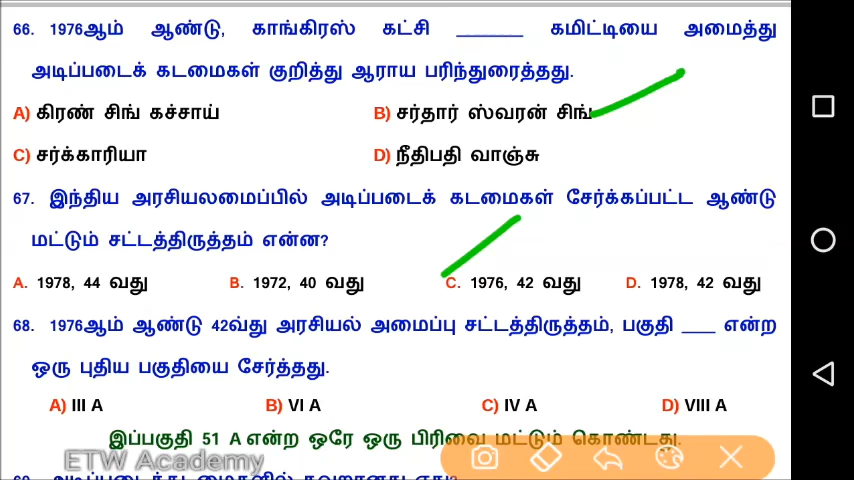 66. 1976ஆம் ஆண்டு, காங்கிரஸ் கட்சி ________ கமிட்டியை அமைத்து
அடிப்படைக் கடமைகள் குறித்து ஆராய பரிந்துரைத்தது.
A) கிரண் சிங் கச்சாய் B) சர்தார் ஸ்வரன் சிங்
C) சர்க்காரியா D) நீதிபதி வாஞ்சு
67. இந்திய அரசியலமைப்பில் அடிப்படைக் கடமைகள் சேர்க்கப்பட்ட ஆண்டு
மட்டும் சட்டத்திருத்தம் என்ன?
A. 1978, 44 வது B. 1972, 40 வது C. 1976, 42 வது D. 1978, 42 வது
68. 1976ஆம் ஆண்டு 42வ்து அரசியல் அமைப்பு சட்டத்திருத்தம், பகுதி ____ என்ற
ஒரு புதிய பகுதியை சேர்த்தது.
A) III A B) VI A C) IV A D) VIII A
இப்பகுதி 51 A என்ற ஒரே ஒரு பிரிவை மட்டும் கொண்டது.
ETW Academy